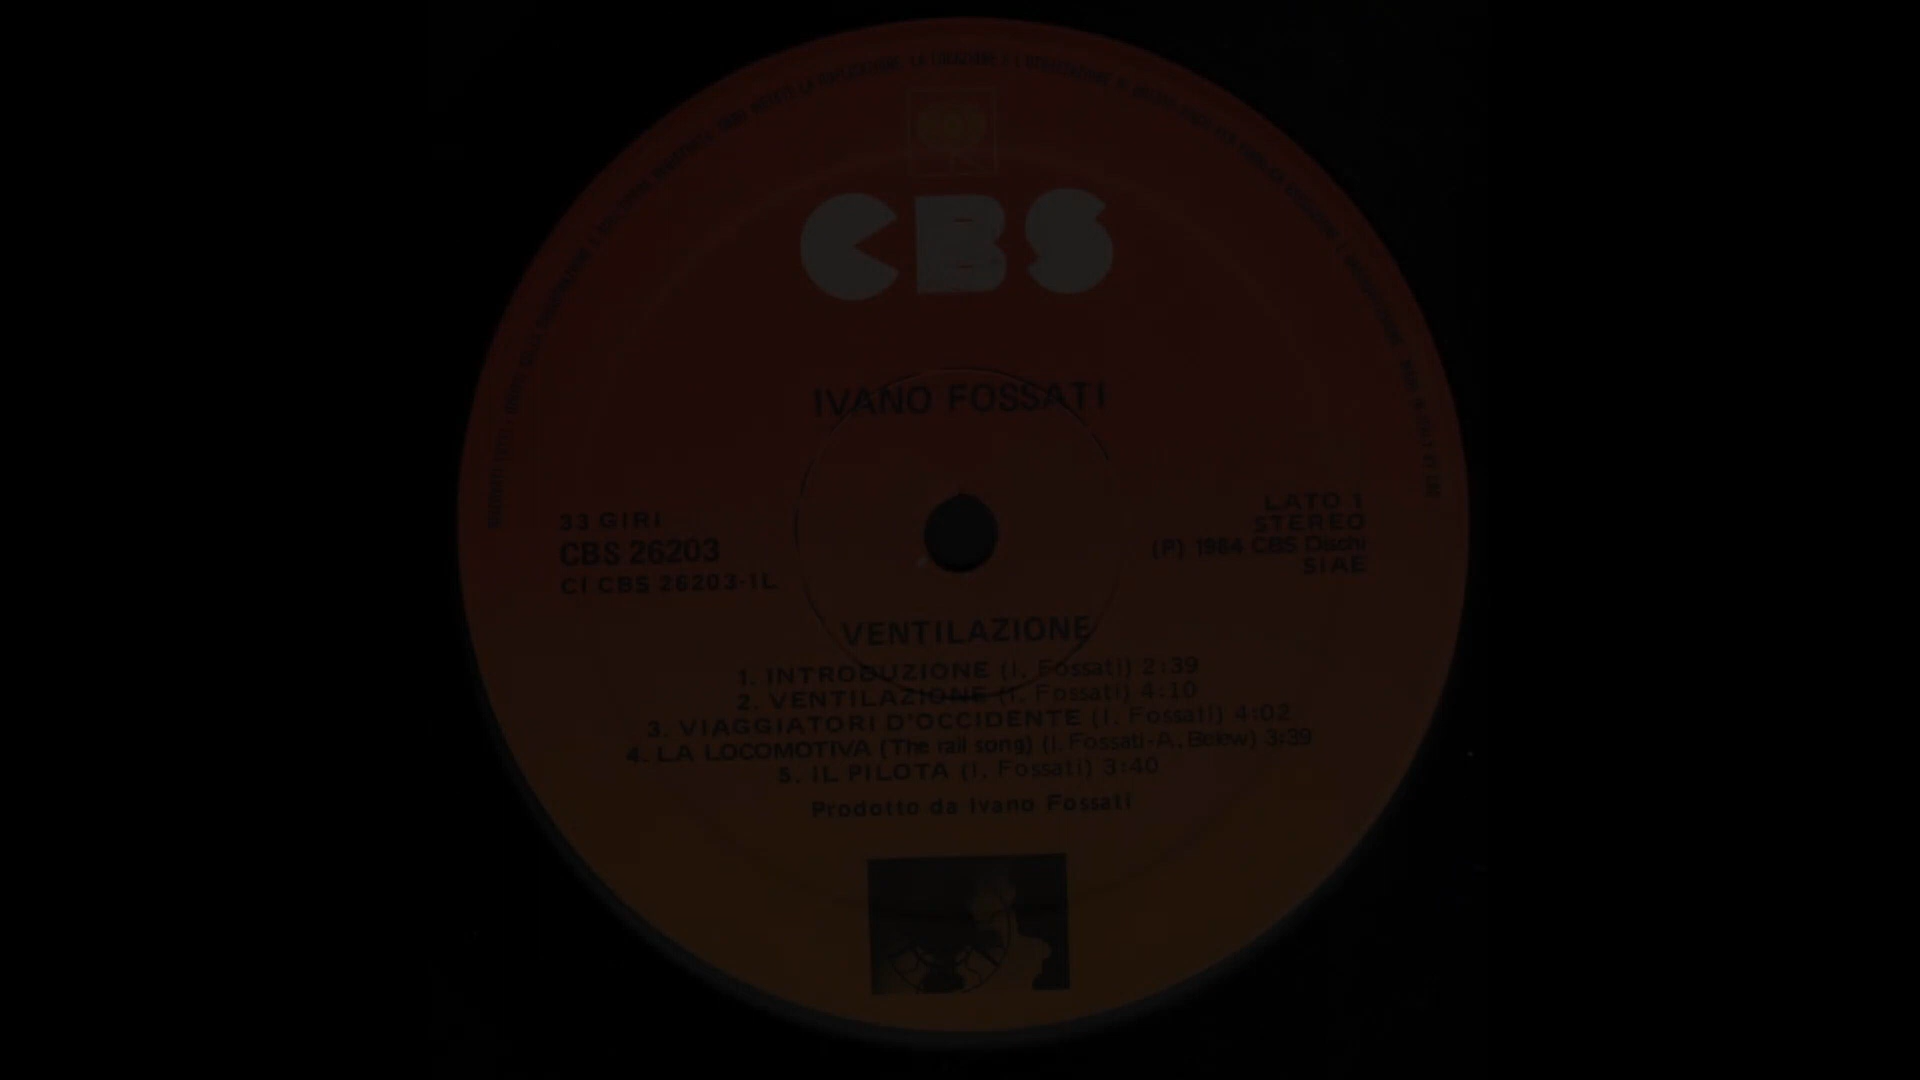 CBS
IVANO FOSSATI
33 GIRI
CBS 26203
CI CBS 26203-1L
LATO 1
STEREO
(P) 1984 CBS Dischi
SIAE
VENTILAZIONE
1. INTRODUZIONE (I. Fossati) 2:39
2. VENTILAZIONE (I. Fossati) 4:10
3. VIAGGIATORI D'OCCIDENTE (I. Fossati) 4:02
4. LA LOCOMOTIVA (The rail song) (I. Fossati-A. Belew) 3:39
5. IL PILOTA (I. Fossati) 3:40
Prodotto da Ivano Fossati